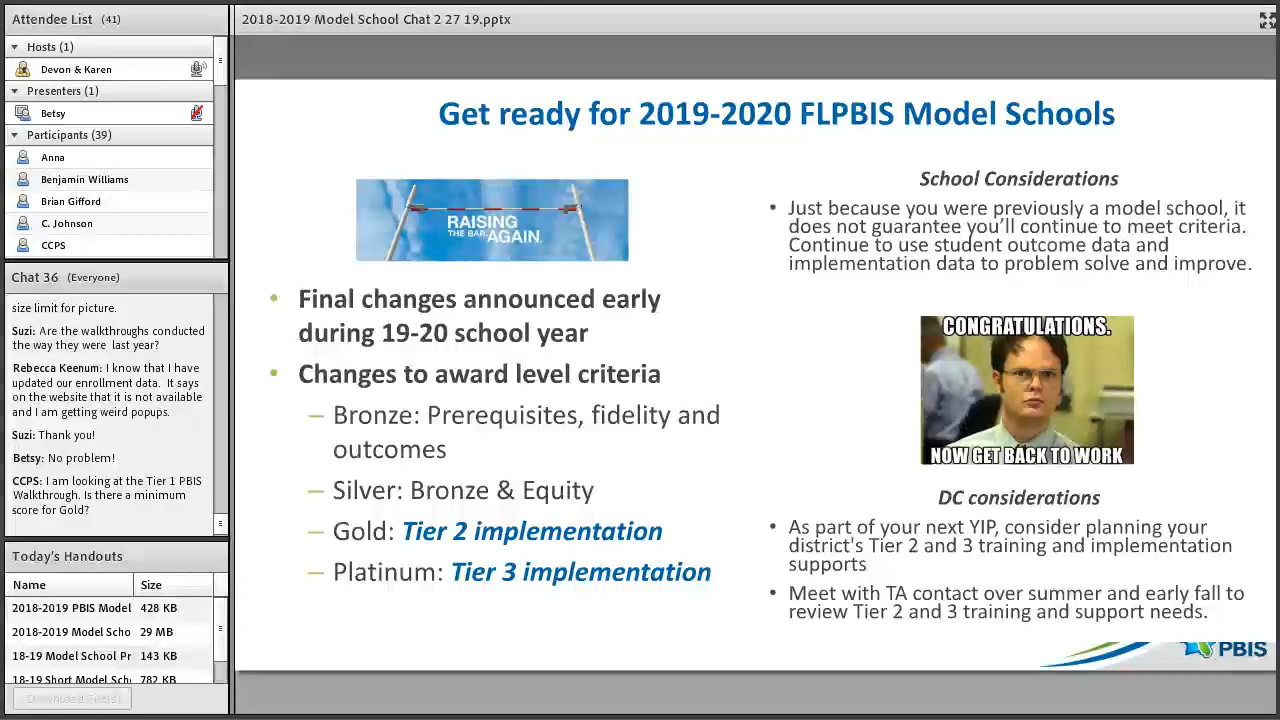 Attendee List (41)
Hosts (1)
Devon & Karen
Presenters (1)
Betsy
Participants (39)
Anna
Benjamin Williams
Brian Gifford
C. Johnson
CCPS
Chat 36 (Everyone)
size limit for picture.
Suzi: Are the walkthroughs conducted
the way they were last year?
Rebecca Keenum: I know that I have
updated our enrollment data. It says
on the website that it is not available
and I am getting weird popups.
Suzi: Thank you!
Betsy: No problem!
CCPS: I am looking at the Tier 1 PBIS
Walkthrough. Is there a minimum
score for Gold?
Today's Handouts
Name Size
2018-2019 PBIS Model 428 KB
2018-2019 Model Scho 29 MB
18-19 Model School Pr 143 KB
18-19 Short Model Sch 782 KB
Download File(s)
2018-2019 Model School Chat 2 27 19.pptx
Get ready for 2019-2020 FLPBIS Model Schools
RAISING
THE BAR. AGAIN.
• Final changes announced early
during 19-20 school year
• Changes to award level criteria
– Bronze: Prerequisites, fidelity and
outcomes
– Silver: Bronze & Equity
– Gold: Tier 2 implementation
– Platinum: Tier 3 implementation
School Considerations
• Just because you were previously a model school, it
does not guarantee you'll continue to meet criteria.
Continue to use student outcome data and
implementation data to problem solve and improve.
CONGRATULATIONS.
NOW GET BACK TO WORK
DC considerations
• As part of your next YIP, consider planning your
district's Tier 2 and 3 training and implementation
supports
• Meet with TA contact over summer and early fall to
review Tier 2 and 3 training and support needs.
PBIS